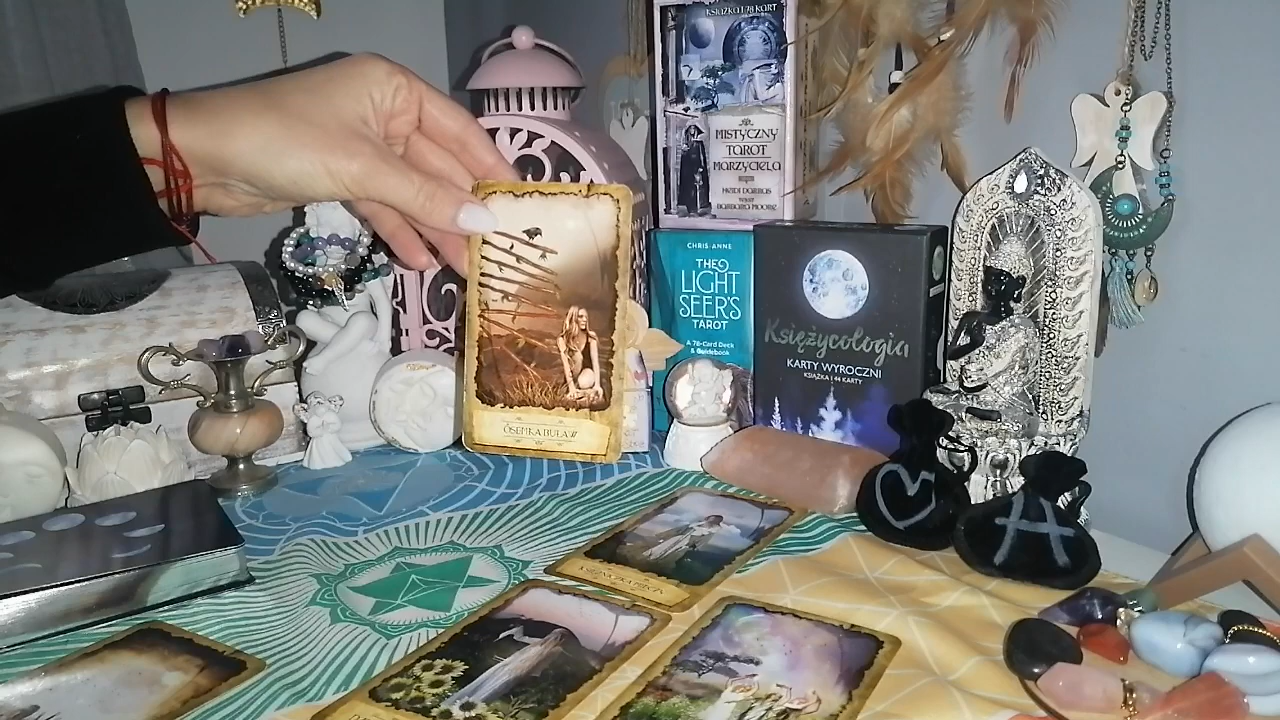 KSIĄŻKA I 78 KART
MISTYCZNY
TAROT
MARZYCIELA
HEIDI DARRAS
TEKST
BARBARA MOORE
CHRIS-ANNE
THE
LIGHT
SEER'S
TAROT
A 78-Card Deck
& Guidebook
Księżycologia
KARTY WYROCZNI
KSIĄŻKA I 44 KARTY
ÓSEMKA BUŁAW